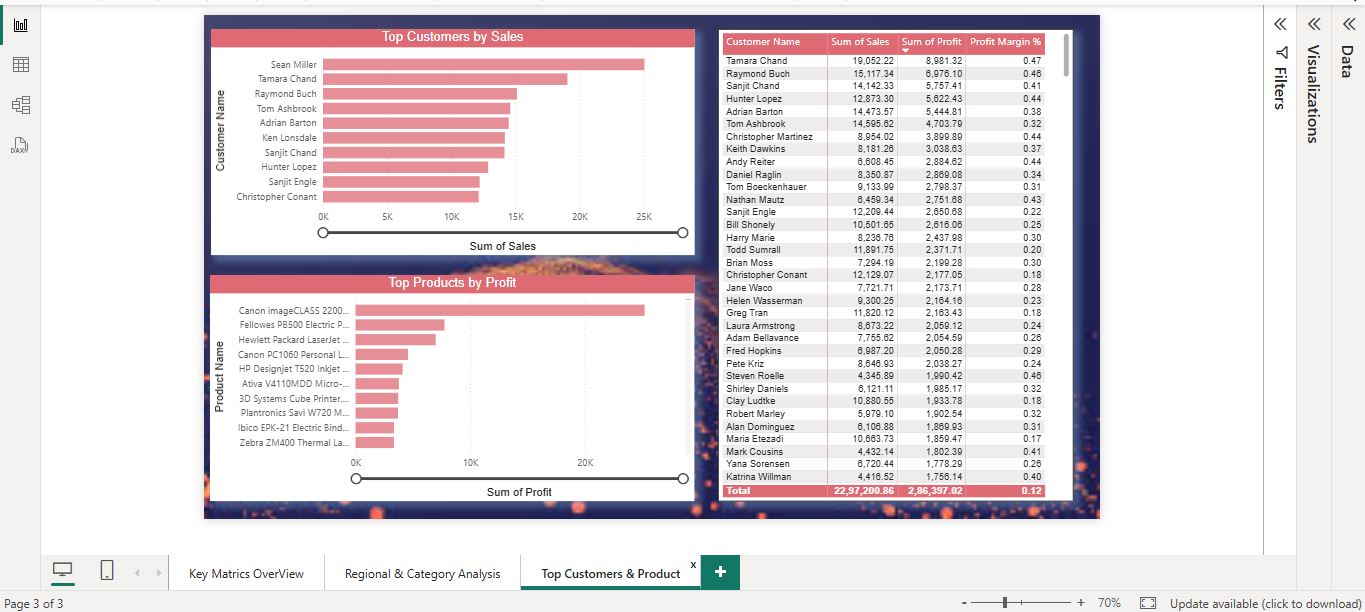 Top Customers by Sales
Customer Name
Sean Miller
Tamara Chand
Raymond Buch
Tom Ashbrook
Adrian Barton
Ken Lonsdale
Sanjit Chand
Hunter Lopez
Sanjit Engle
Christopher Conant
0K 5K 10K 15K 20K 25K
Sum of Sales
Top Products by Profit
Product Name
Canon imageCLASS 2200...
Fellowes PB500 Electric P...
Hewlett Packard LaserJet ...
Canon PC1060 Personal L...
HP Designjet T520 Inkjet ...
Ativa V4110MDD Micro-...
3D Systems Cube Printer,...
Plantronics Savi W720 M...
Ibico EPK-21 Electric Bind...
Zebra ZM400 Thermal La...
0K 10K 20K
Sum of Profit
Customer Name Sum of Sales Sum of Profit Profit Margin %
Tamara Chand 19,052.22 8,981.32 0.47
Raymond Buch 15,117.34 6,976.10 0.46
Sanjit Chand 14,142.33 5,757.41 0.41
Hunter Lopez 12,873.30 5,622.43 0.44
Adrian Barton 14,473.57 5,444.81 0.38
Tom Ashbrook 14,595.62 4,703.79 0.32
Christopher Martinez 8,954.02 3,899.89 0.44
Keith Dawkins 8,181.26 3,038.63 0.37
Andy Reiter 6,608.45 2,884.62 0.44
Daniel Raglin 8,350.87 2,869.08 0.34
Tom Boeckenhauer 9,133.99 2,798.37 0.31
Nathan Mautz 6,459.34 2,751.68 0.43
Sanjit Engle 12,209.44 2,650.68 0.22
Bill Shonely 10,501.65 2,616.06 0.25
Harry Marie 8,236.76 2,437.98 0.30
Todd Sumrall 11,891.75 2,371.71 0.20
Brian Moss 7,294.19 2,199.28 0.30
Christopher Conant 12,129.07 2,177.05 0.18
Jane Waco 7,721.71 2,173.71 0.28
Helen Wasserman 9,300.25 2,164.16 0.23
Greg Tran 11,820.12 2,163.43 0.18
Laura Armstrong 8,673.22 2,059.12 0.24
Adam Bellavance 7,755.62 2,054.59 0.26
Fred Hopkins 6,987.20 2,050.28 0.29
Pete Kriz 8,646.93 2,038.27 0.24
Steven Roelle 4,345.89 1,990.42 0.46
Shirley Daniels 6,121.11 1,985.17 0.32
Clay Ludtke 10,880.55 1,933.78 0.18
Robert Marley 5,979.10 1,902.54 0.32
Alan Dominguez 6,106.88 1,869.93 0.31
Maria Etezadi 10,663.73 1,859.47 0.17
Mark Cousins 4,432.14 1,802.39 0.41
Yana Sorensen 6,720.44 1,778.29 0.26
Katrina Willman 4,416.52 1,756.14 0.40
Total 22,97,200.86 2,86,397.02 0.12
Filters
Visualizations
Data
DAX
Key Matrics OverView
Regional & Category Analysis
Top Customers & Product x
+
Page 3 of 3
- + 70% Update available (click to download)